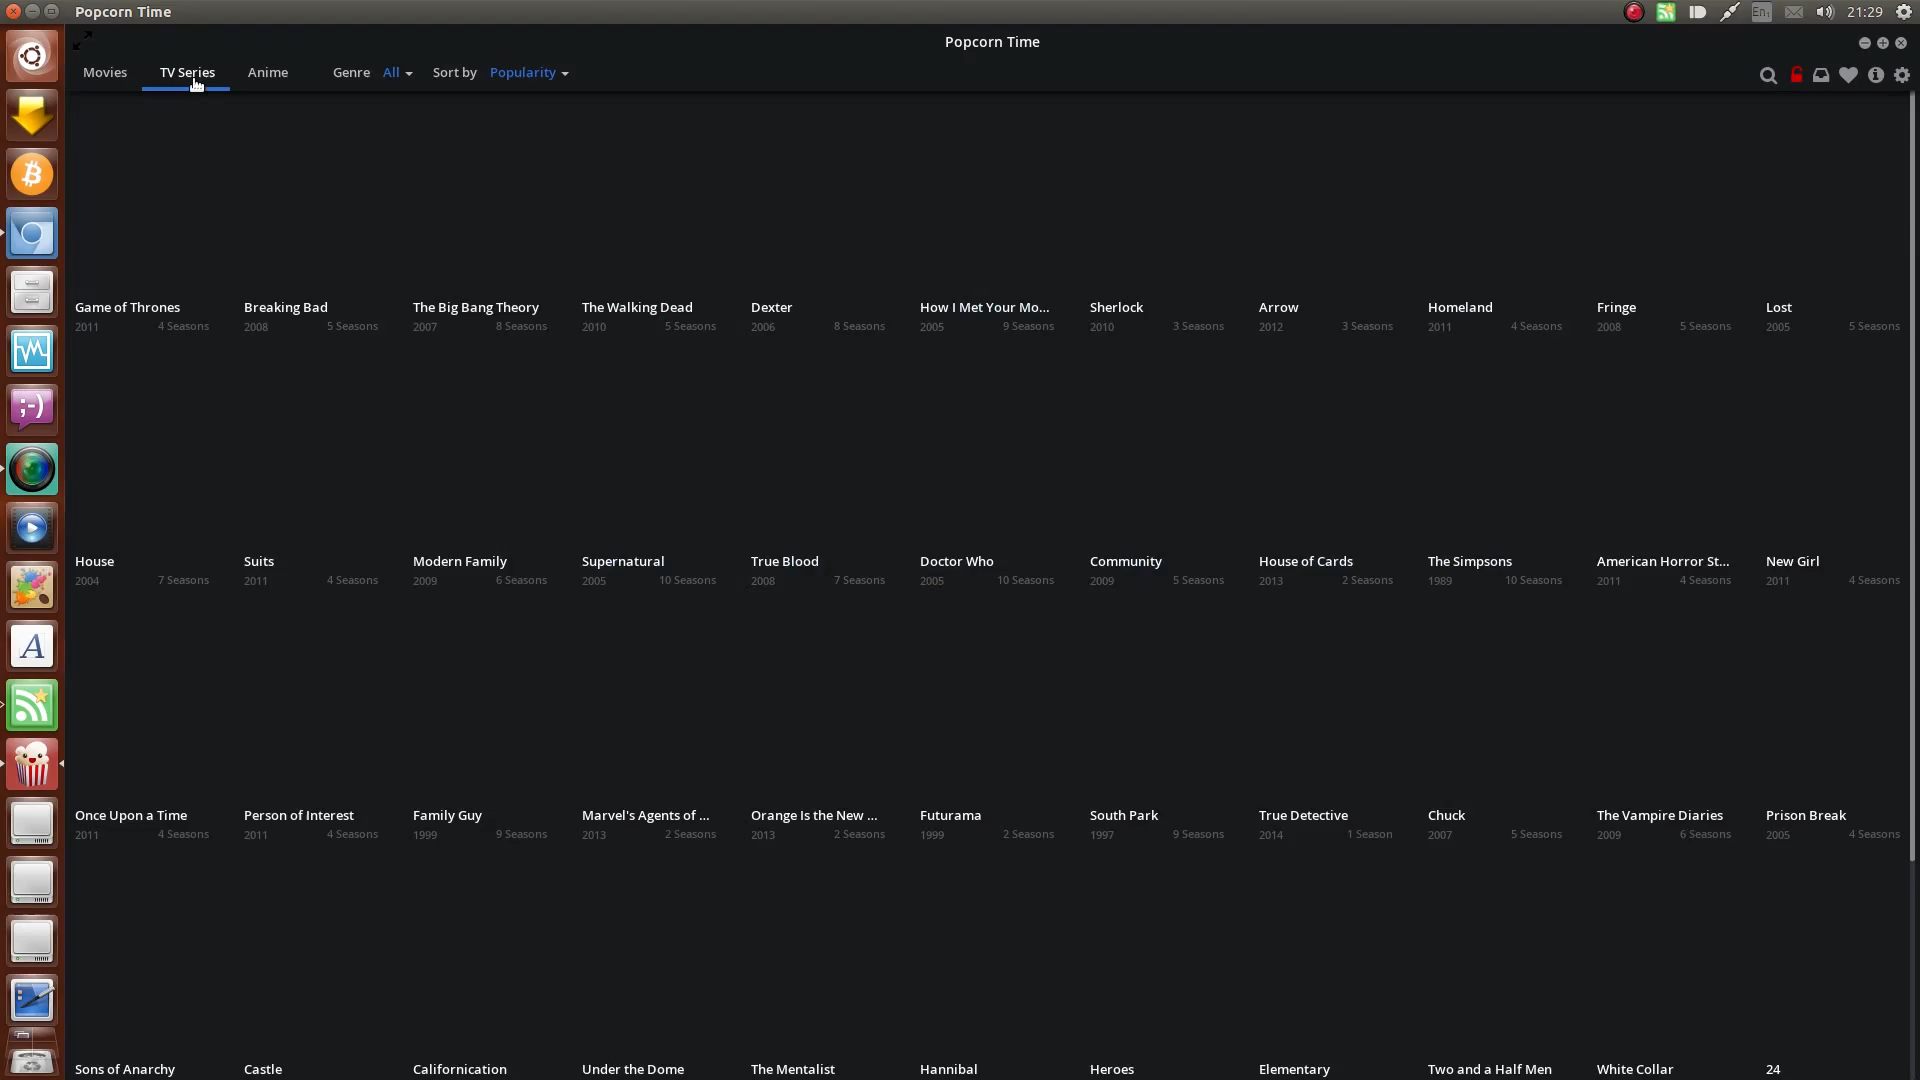 Popcorn Time
En1
21:29
Popcorn Time
Movies TV Series Anime Genre All Sort by Popularity
Game of Thrones Breaking Bad The Big Bang Theory The Walking Dead Dexter How I Met Your Mo... Sherlock Arrow Homeland Fringe Lost
2011 4 Seasons 2008 5 Seasons 2007 8 Seasons 2010 5 Seasons 2006 8 Seasons 2005 9 Seasons 2010 3 Seasons 2012 3 Seasons 2011 4 Seasons 2008 5 Seasons 2005 5 Seasons
;-)
House Suits Modern Family Supernatural True Blood Doctor Who Community House of Cards The Simpsons American Horror St... New Girl
2004 7 Seasons 2011 4 Seasons 2009 6 Seasons 2005 10 Seasons 2008 7 Seasons 2005 10 Seasons 2009 5 Seasons 2013 2 Seasons 1989 10 Seasons 2011 4 Seasons 2011 4 Seasons
A
Once Upon a Time Person of Interest Family Guy Marvel's Agents of ... Orange Is the New ... Futurama South Park True Detective Chuck The Vampire Diaries Prison Break
2011 4 Seasons 2011 4 Seasons 1999 9 Seasons 2013 2 Seasons 2013 2 Seasons 1999 2 Seasons 1997 9 Seasons 2014 1 Season 2007 5 Seasons 2009 6 Seasons 2005 4 Seasons
Sons of Anarchy Castle Californication Under the Dome The Mentalist Hannibal Heroes Elementary Two and a Half Men White Collar 24